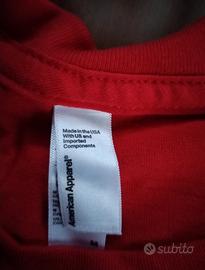 Made in the USA
With US and
Imported
Components
American Apparel®
subito